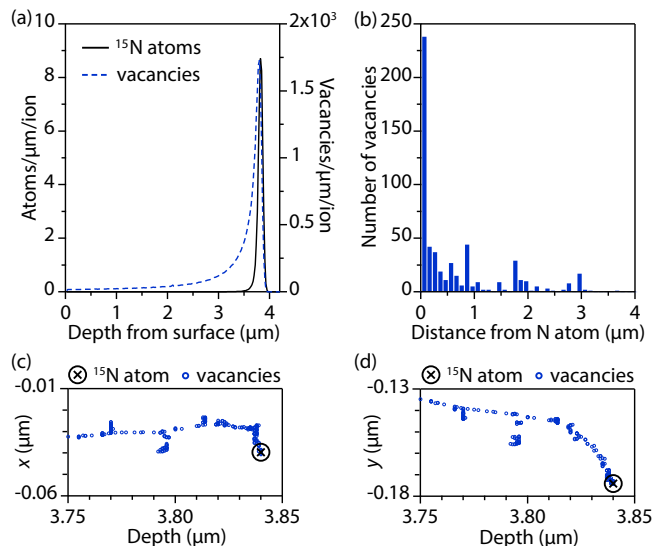 (a)
10
8
6
4
2
0
Atoms/μm/ion
2×10³
1.5
1
0.5
0
Vacancies/μm/ion
¹⁵N atoms
vacancies
0 1 2 3 4
Depth from surface (μm)
(b)
250
200
150
100
50
0
Number of vacancies
0 1 2 3 4
Distance from N atom (μm)
(c)
¹⁵N atom vacancies
-0.01
-0.06
x (μm)
3.75 3.80 3.85
Depth (μm)
(d)
¹⁵N atom vacancies
-0.13
-0.18
y (μm)
3.75 3.80 3.85
Depth (μm)